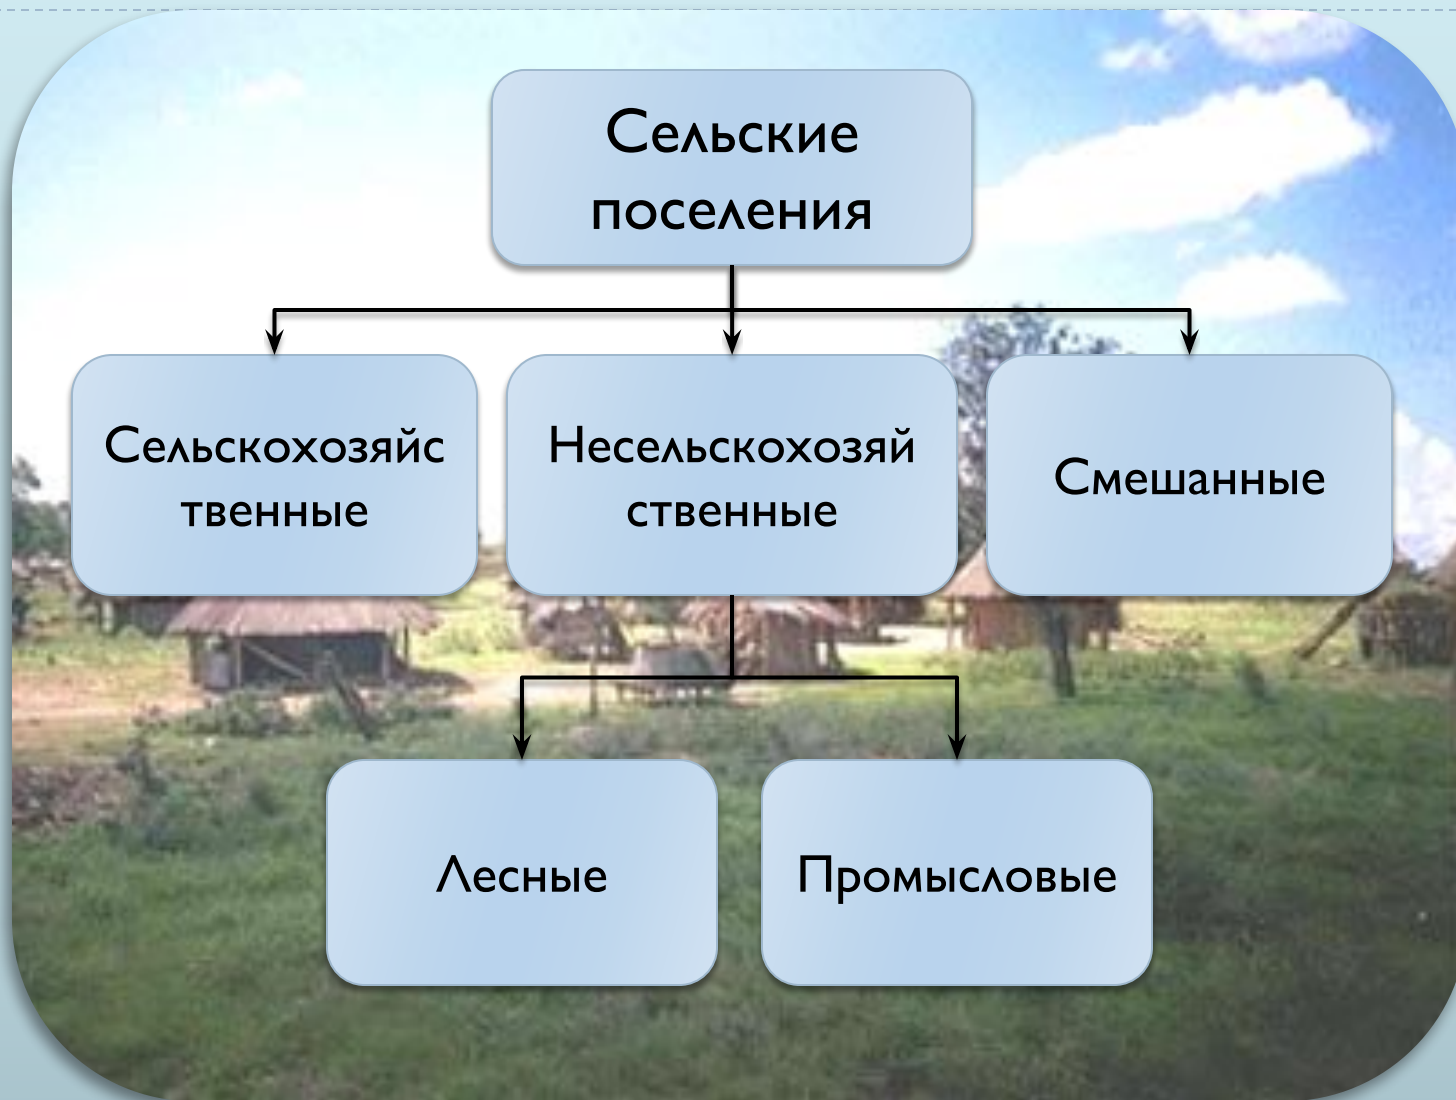 Сельские
поселения
Сельскохозяйс
твенные
Несельскохозяй
ственные
Смешанные
Лесные
Промысловые